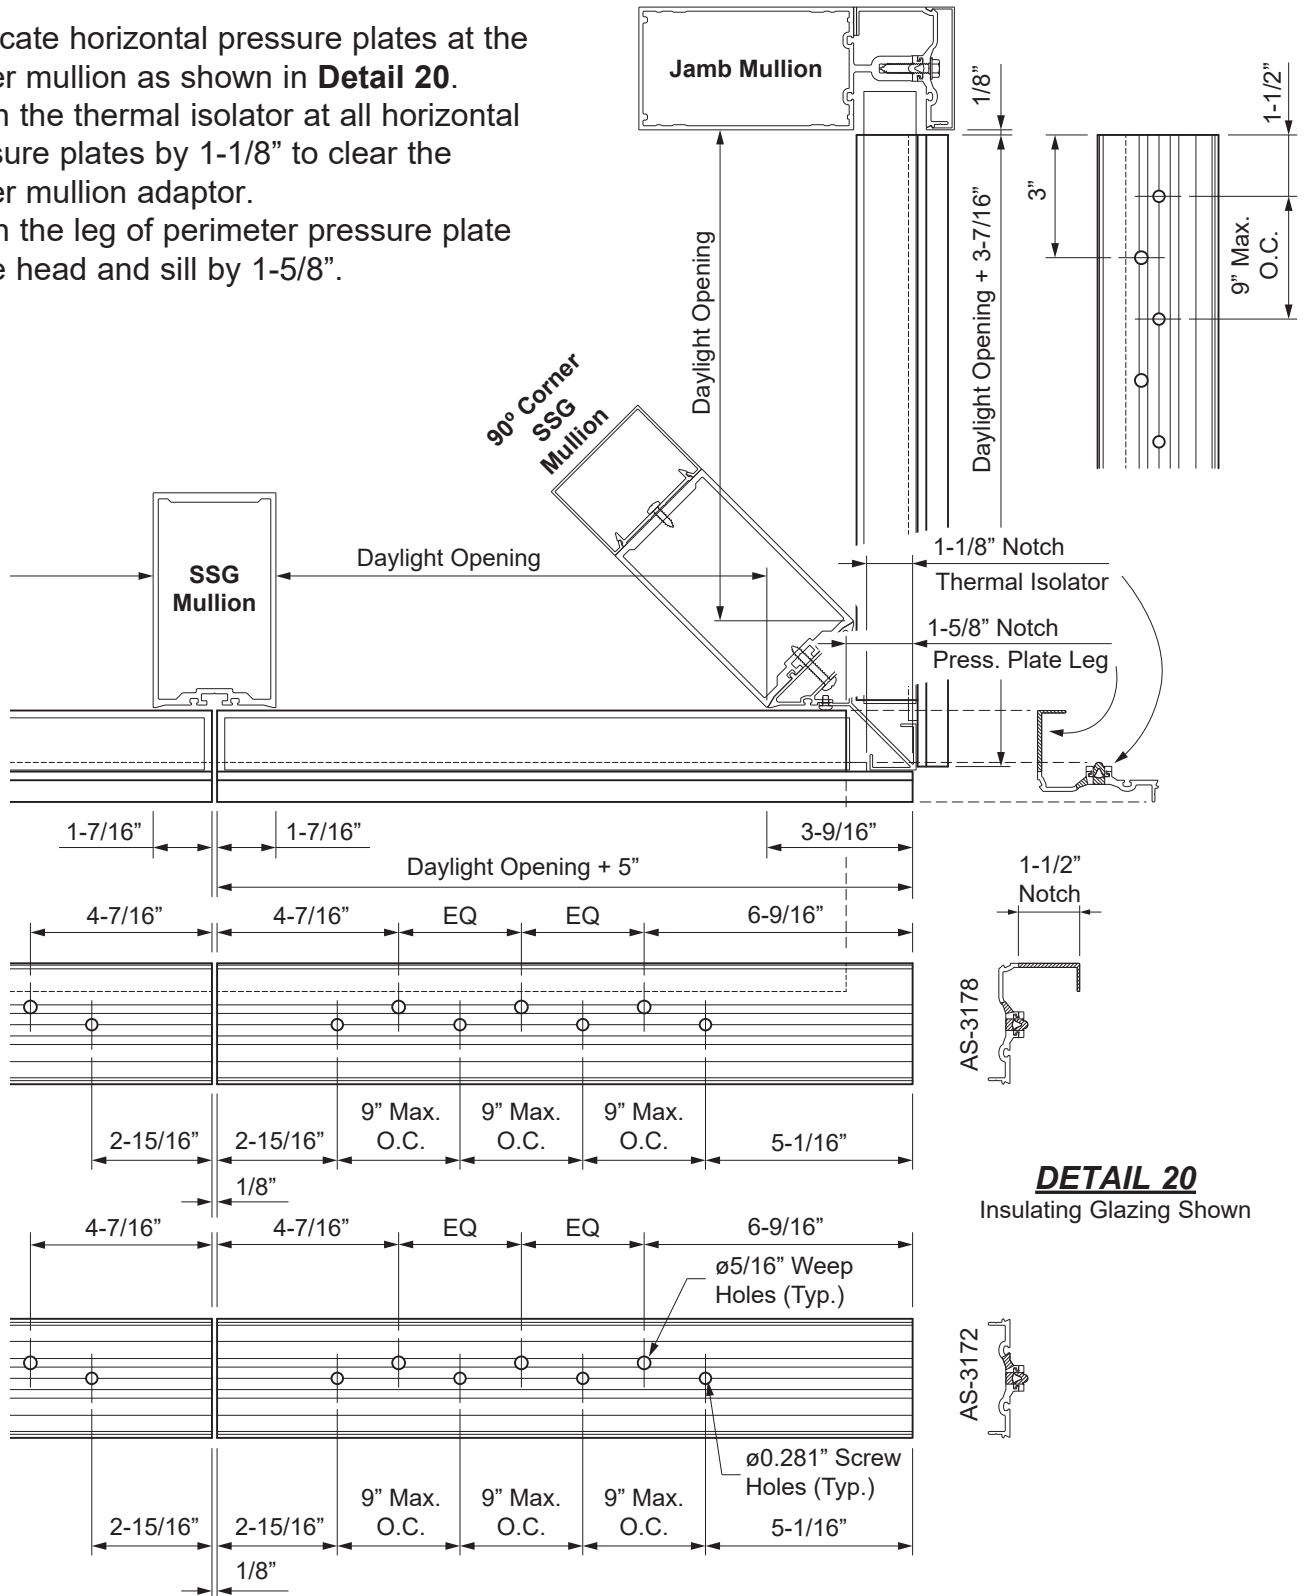 cate horizontal pressure plates at the
er mullion as shown in Detail 20.
n the thermal isolator at all horizontal
sure plates by 1-1/8” to clear the
er mullion adaptor.
n the leg of perimeter pressure plate
e head and sill by 1-5/8”.
Jamb Mullion
1/8”
1-1/2”
3”
9” Max.
O.C.
Daylight Opening
Daylight Opening + 3-7/16”
90º Corner
SSG
Mullion
SSG
Mullion
Daylight Opening
1-1/8” Notch
Thermal Isolator
1-5/8” Notch
Press. Plate Leg
1-7/16”
1-7/16”
3-9/16”
Daylight Opening + 5”
1-1/2”
Notch
4-7/16”
4-7/16”
EQ
EQ
6-9/16”
AS-3178
9” Max.
O.C.
9” Max.
O.C.
9” Max.
O.C.
2-15/16”
2-15/16”
5-1/16”
1/8”
DETAIL 20
Insulating Glazing Shown
4-7/16”
4-7/16”
EQ
EQ
6-9/16”
ø5/16” Weep
Holes (Typ.)
AS-3172
ø0.281” Screw
Holes (Typ.)
9” Max.
O.C.
9” Max.
O.C.
9” Max.
O.C.
2-15/16”
2-15/16”
5-1/16”
1/8”